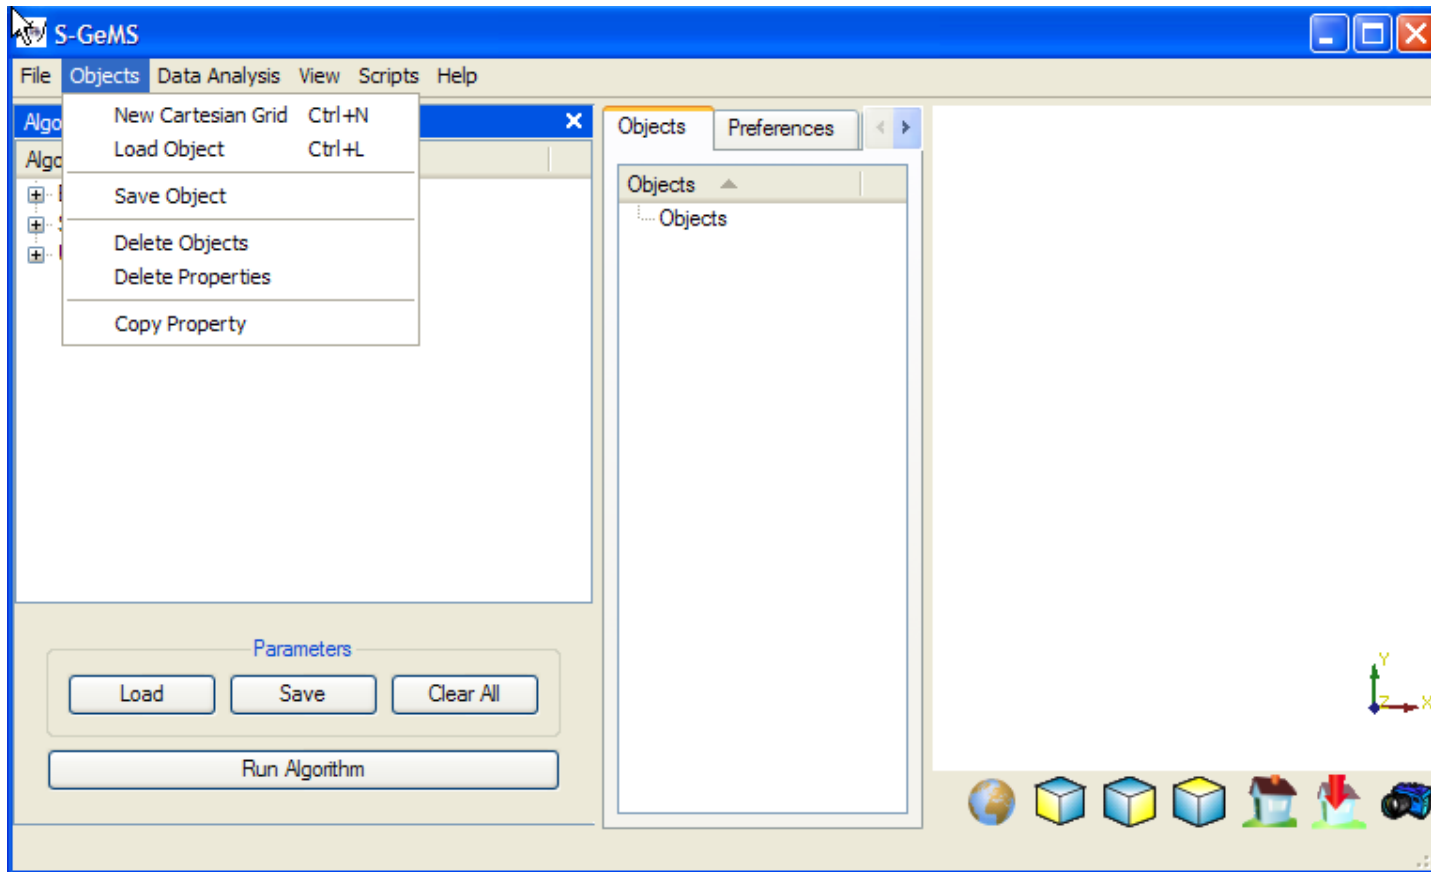 S-GeMS
File Objects Data Analysis View Scripts Help
New Cartesian Grid Ctrl+N
Load Object Ctrl+L
Save Object
Delete Objects
Delete Properties
Copy Property
Algo
Algo
Objects Preferences
Objects
Objects
Parameters
Load Save Clear All
Run Algorithm
Y
Z X